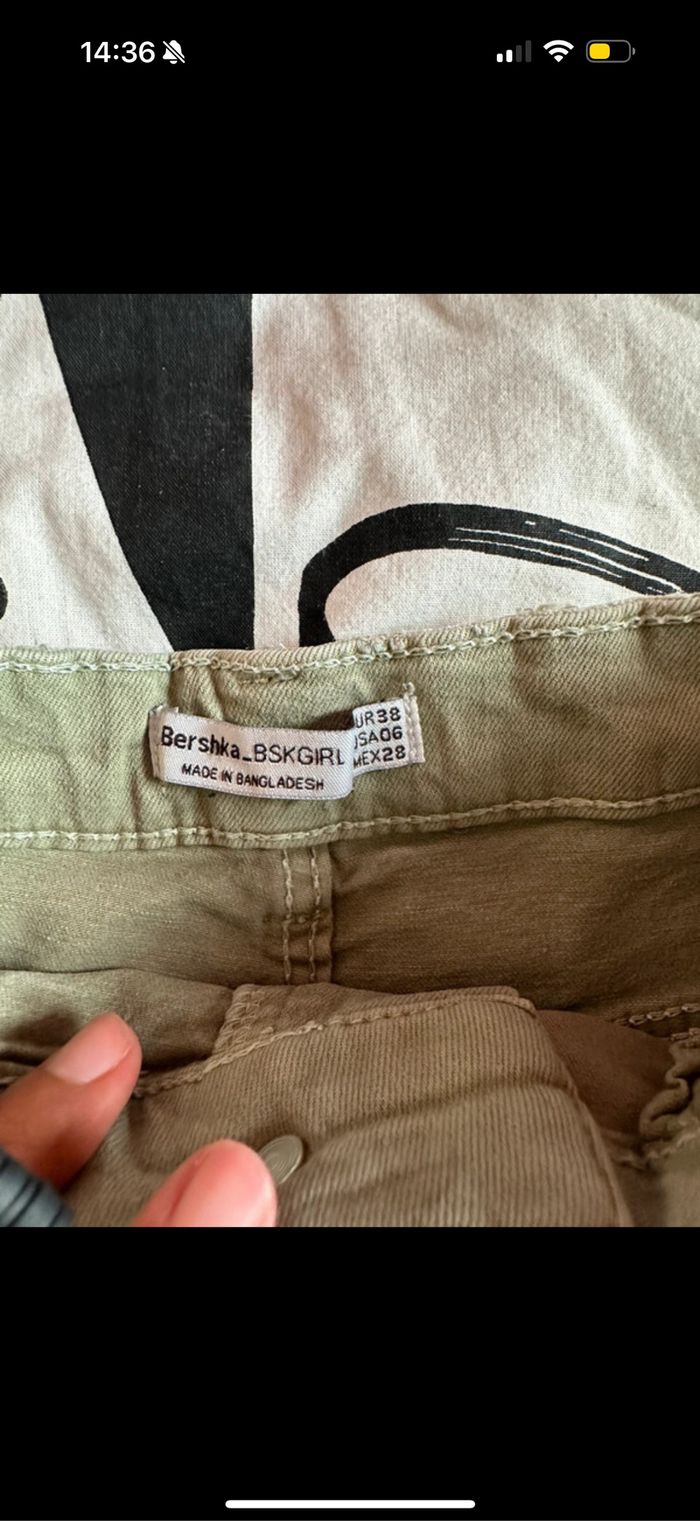 14:36
Bershka_BSKGIRL
MADE IN BANGLADESH
UR38
USA06
MEX28